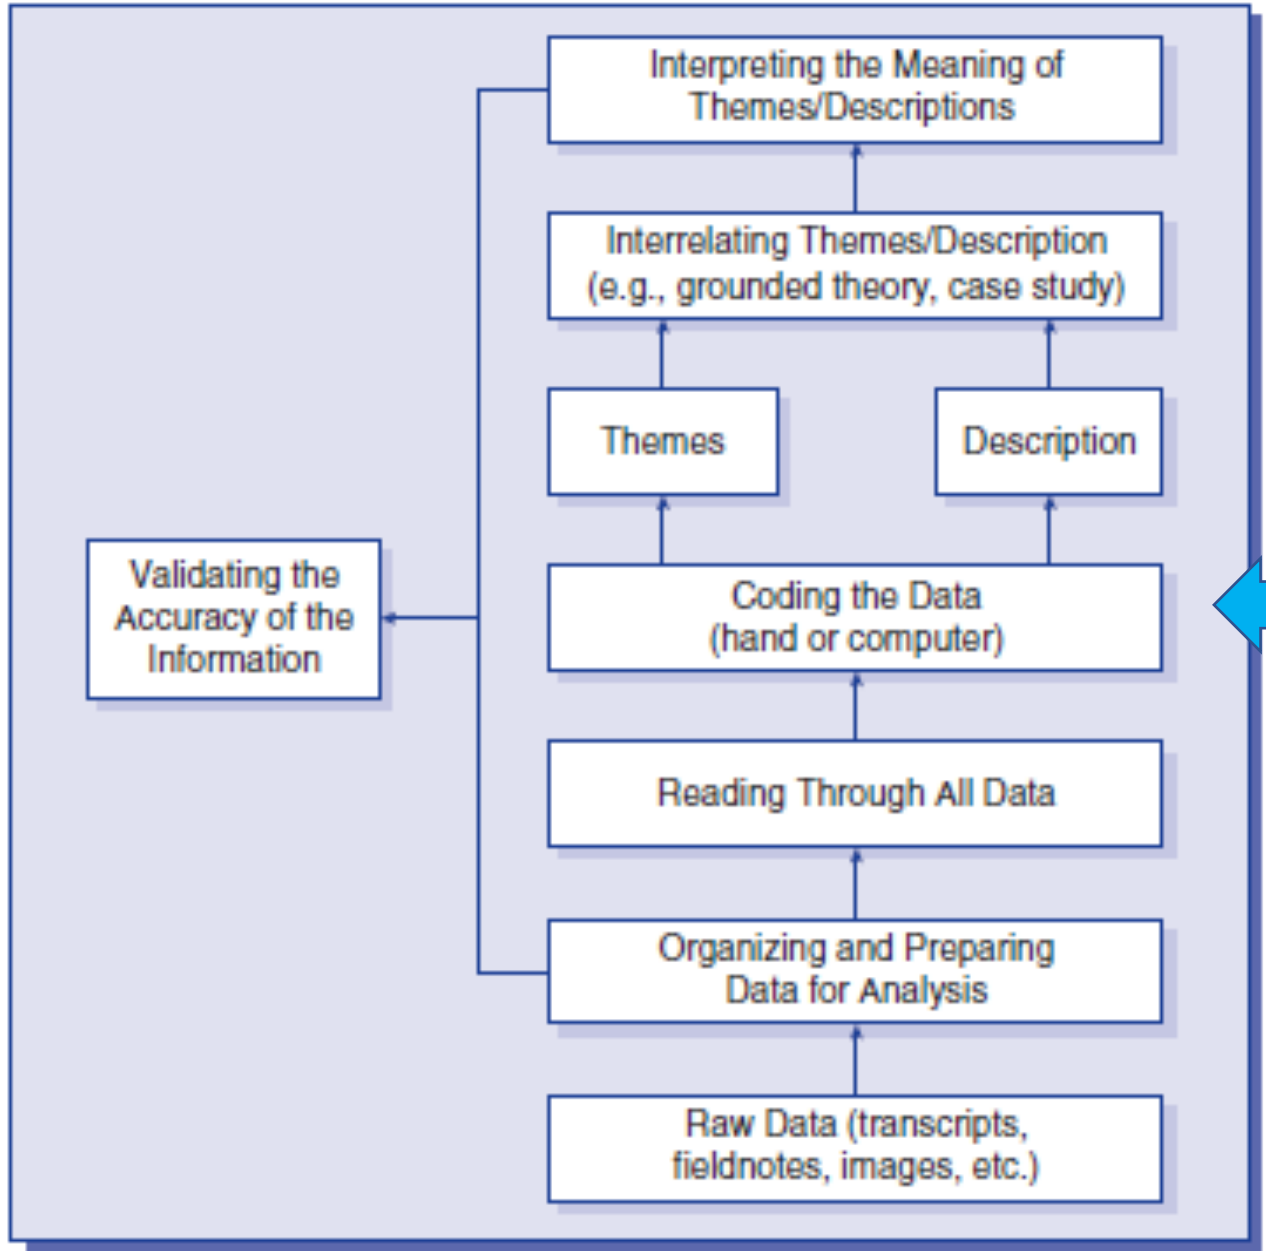 Interpreting the Meaning of
Themes/Descriptions
Interrelating Themes/Description
(e.g., grounded theory, case study)
Themes
Description
Validating the
Accuracy of the
Information
Coding the Data
(hand or computer)
Reading Through All Data
Organizing and Preparing
Data for Analysis
Raw Data (transcripts,
fieldnotes, images, etc.)